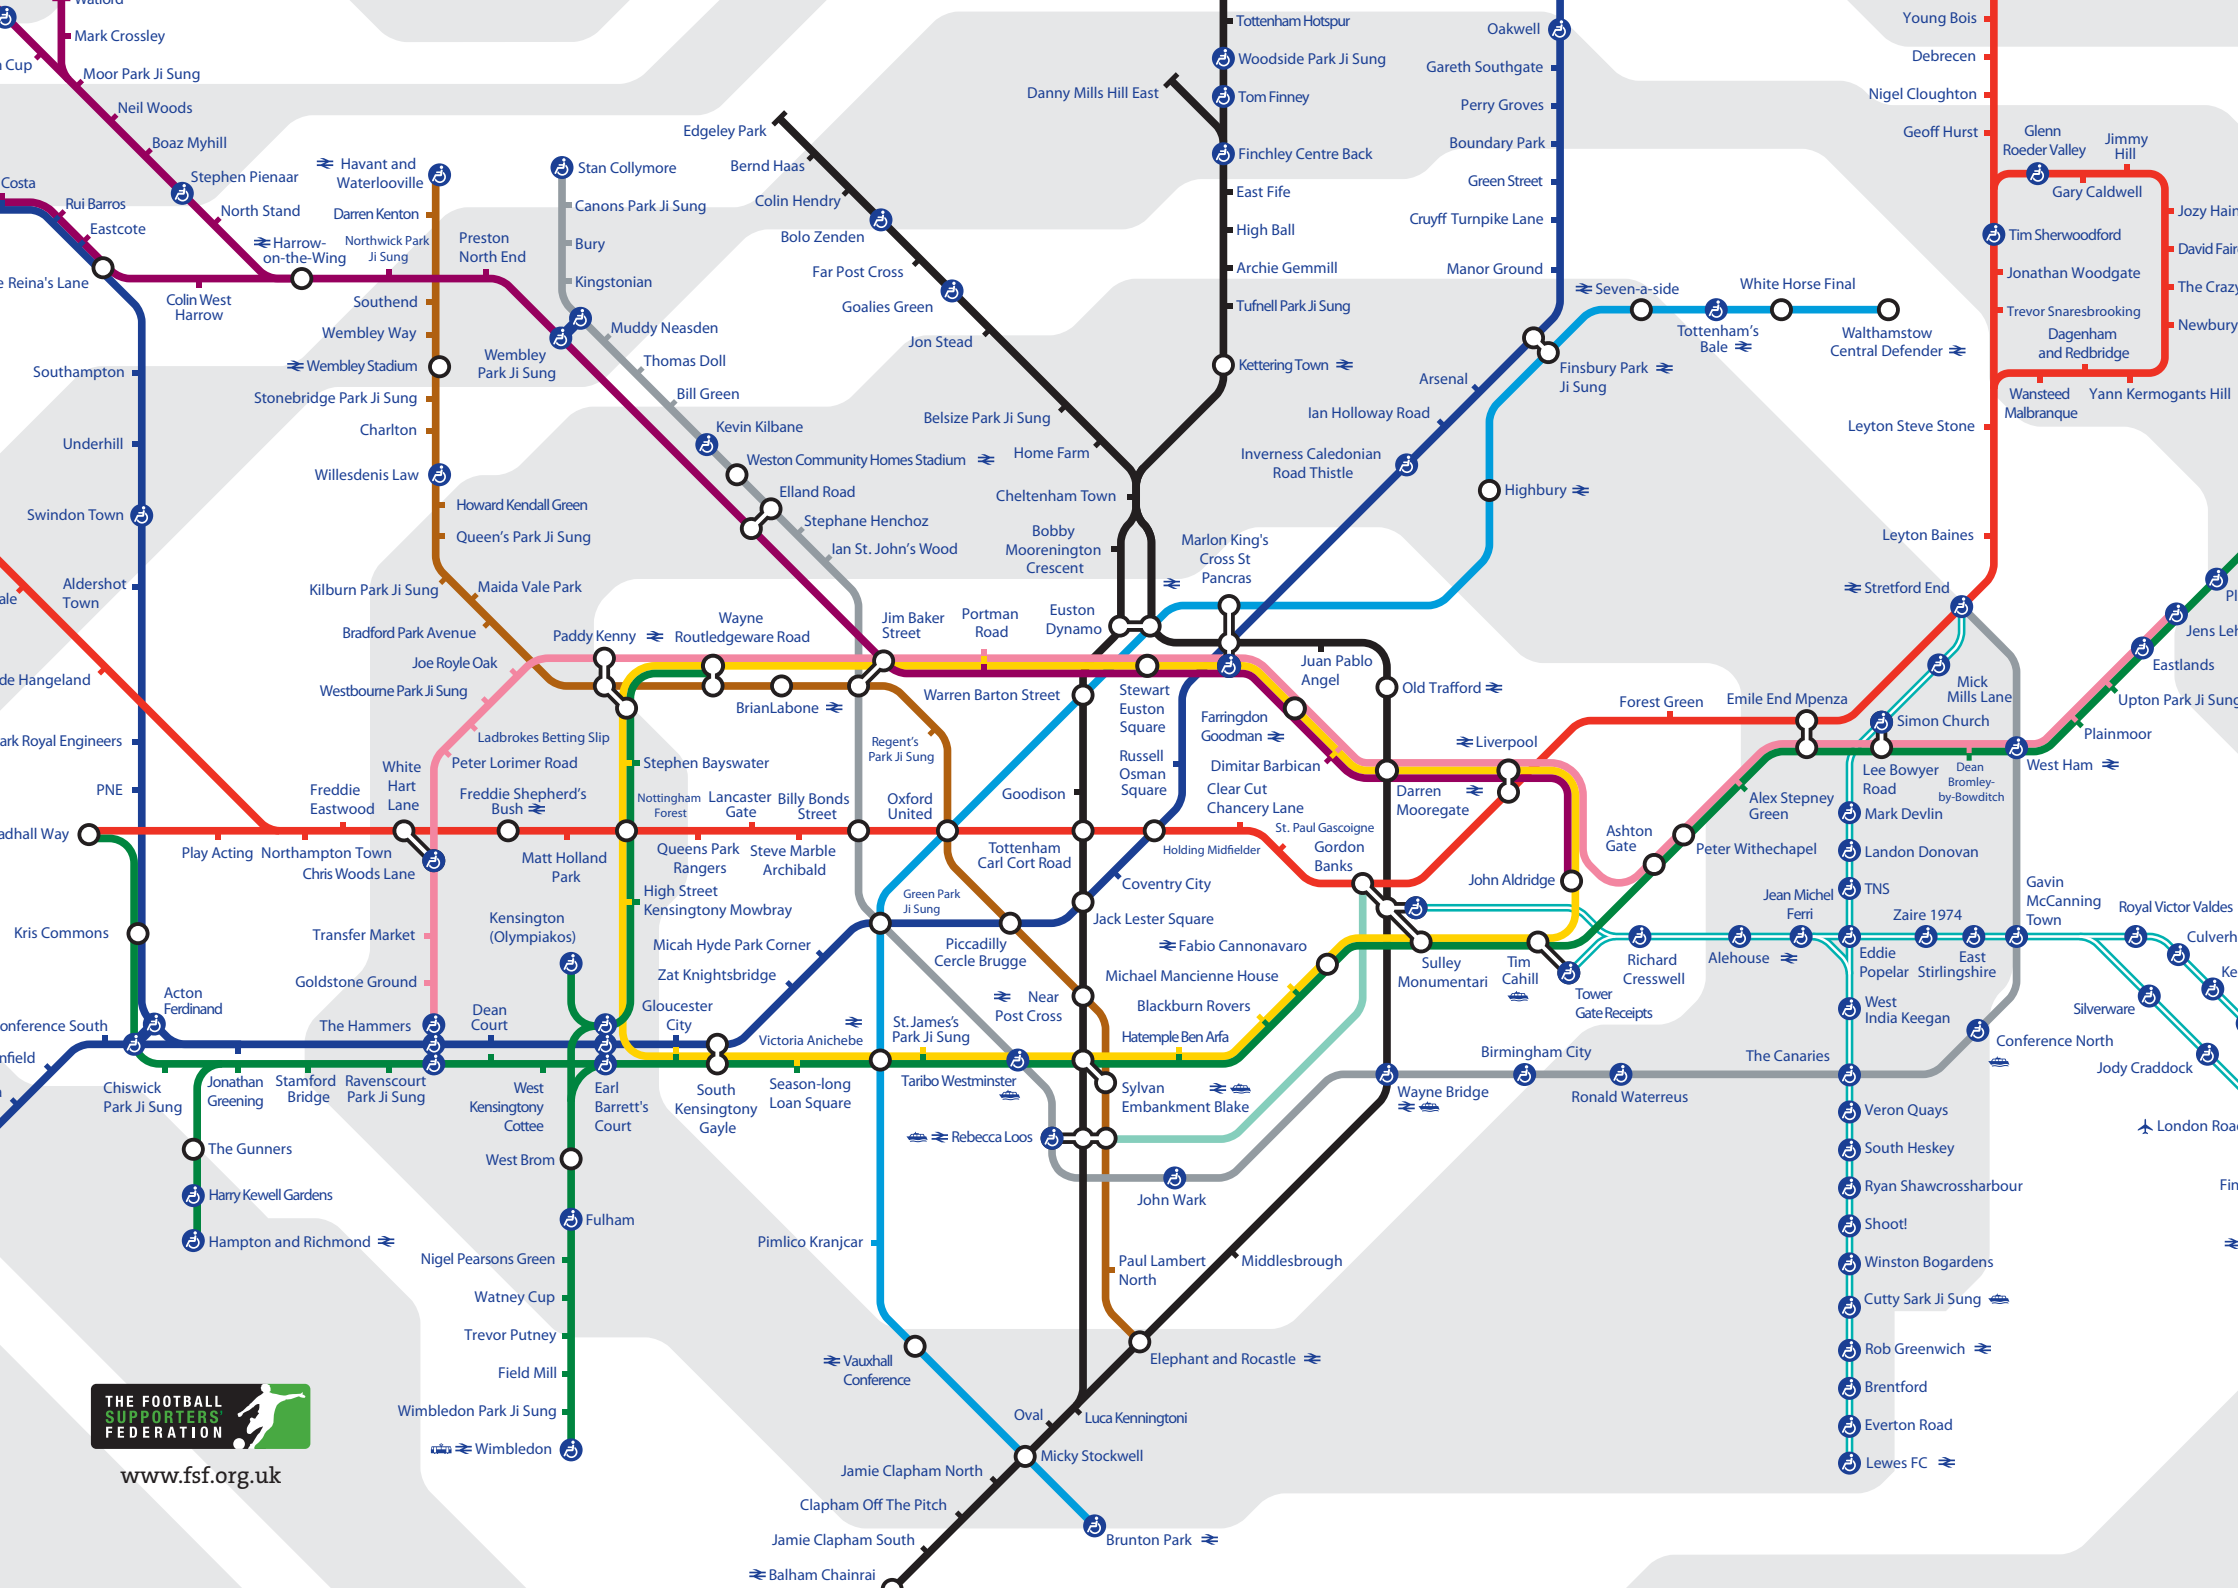 Mark Crossley
Cup
Moor Park Ji Sung
Neil Woods
Boaz Myhill
Stephen Pienaar
North Stand
Costa
Rui Barros
Eastcote
Harrow-
on-the-Wing
Reina's Lane
Colin West
Harrow
Northwick Park
Ji Sung
Preston
North End
Havant and
Waterlooville
Darren Kenton
Southend
Wembley Way
Wembley Stadium
Stonebridge Park Ji Sung
Charlton
Willesdenis Law
Howard Kendall Green
Queen's Park Ji Sung
Kilburn Park Ji Sung
Maida Vale Park
Bradford Park Avenue
Joe Royle Oak
Westbourne Park Ji Sung
Ladbrokes Betting Slip
Peter Lorimer Road
White
Hart
Lane
Stan Collymore
Canons Park Ji Sung
Bury
Kingstonian
Muddy Neasden
Wembley
Park Ji Sung
Thomas Doll
Bill Green
Kevin Kilbane
Weston Community Homes Stadium
Elland Road
Stephane Henchoz
Ian St. John's Wood
Edgeley Park
Bernd Haas
Colin Hendry
Bolo Zenden
Far Post Cross
Goalies Green
Jon Stead
Belsize Park Ji Sung
Home Farm
Cheltenham Town
Bobby
Moorenington
Crescent
Euston
Dynamo
Tottenham Hotspur
Woodside Park Ji Sung
Danny Mills Hill East
Tom Finney
Finchley Centre Back
East Fife
High Ball
Archie Gemmill
Tufnell Park Ji Sung
Kettering Town
Marlon King's
Cross St
Pancras
Oakwell
Gareth Southgate
Perry Groves
Boundary Park
Green Street
Cruyff Turnpike Lane
Manor Ground
Arsenal
Ian Holloway Road
Inverness Caledonian
Road Thistle
Seven-a-side
Finsbury Park
Ji Sung
Tottenham's
Bale
White Horse Final
Walthamstow
Central Defender
Highbury
Young Bois
Debrecen
Nigel Cloughton
Geoff Hurst
Glenn
Roeder Valley
Jimmy
Hill
Gary Caldwell
Tim Sherwoodford
Jonathan Woodgate
Trevor Snaresbrooking
Dagenham
and Redbridge
Wansteed
Malbranque
Yann Kermogants Hill
Jozy Hain
David Fair
The Crazy
Newbury
Leyton Steve Stone
Leyton Baines
Stretford End
Mick
Mills Lane
Simon Church
Jens Leh
Eastlands
Upton Park Ji Sung
Plainmoor
West Ham
Southampton
Underhill
Swindon Town
Aldershot
Town
ale
de Hangeland
ark Royal Engineers
PNE
adhall Way
Play Acting
Northampton Town
Freddie
Eastwood
Chris Woods Lane
Freddie Shepherd's
Bush
Matt Holland
Park
Paddy Kenny
Wayne
Routledgeware Road
BrianLabone
Jim Baker
Street
Portman
Road
Warren Barton Street
Stewart
Euston
Square
Juan Pablo
Angel
Old Trafford
Farringdon
Goodman
Dimitar Barbican
Liverpool
Darren
Mooregate
Forest Green
Emile End Mpenza
Lee Bowyer
Road
Dean
Bromley-
by-Bowditch
Alex Stepney
Green
Ashton
Gate
Peter Withechapel
Stephen Bayswater
Nottingham
Forest
Lancaster
Gate
Billy Bonds
Street
Queens Park
Rangers
Steve Marble
Archibald
Oxford
United
Regent's
Park Ji Sung
Goodison
Tottenham
Carl Cort Road
Russell
Osman
Square
Clear Cut
Chancery Lane
Holding Midfielder
St. Paul Gascoigne
Gordon
Banks
John Aldridge
High Street
Kensingtony Mowbray
Green Park
Ji Sung
Coventry City
Jack Lester Square
Piccadilly
Cercle Brugge
Micah Hyde Park Corner
Zat Knightsbridge
Kensington
(Olympiakos)
Transfer Market
Goldstone Ground
The Hammers
Kris Commons
Acton
Ferdinand
onference South
nfield
Chiswick
Park Ji Sung
Jonathan
Greening
Stamford
Bridge
Ravenscourt
Park Ji Sung
Dean
Court
West
Kensingtony
Cottee
Earl
Barrett's
Court
Gloucester
City
South
Kensingtony
Gayle
Victoria Anichebe
Season-long
Loan Square
St. James's
Park Ji Sung
Taribo Westminster
Near
Post Cross
Fabio Cannonavaro
Michael Mancienne House
Blackburn Rovers
Hatemple Ben Arfa
Sylvan
Embankment Blake
Rebecca Loos
John Wark
Sulley
Monumentari
Tim
Cahill
Tower
Gate Receipts
Richard
Cresswell
Alehouse
Jean Michel
Ferri
Mark Devlin
Landon Donovan
TNS
Eddie
Popelar
Zaire 1974
East
Stirlingshire
Gavin
McCanning
Town
Royal Victor Valdes
Culverh
Ke
Silverware
Jody Craddock
London Roa
Fin
Conference North
West
India Keegan
The Canaries
Wayne Bridge
Birmingham City
Ronald Waterreus
Veron Quays
South Heskey
Ryan Shawcrossharbour
Shoot!
Winston Bogardens
Cutty Sark Ji Sung
Rob Greenwich
Brentford
Everton Road
Lewes FC
The Gunners
Harry Kewell Gardens
Hampton and Richmond
West Brom
Fulham
Nigel Pearsons Green
Watney Cup
Trevor Putney
Field Mill
Wimbledon Park Ji Sung
Wimbledon
Pimlico Kranjcar
Vauxhall
Conference
Paul Lambert
North
Middlesbrough
Elephant and Rocastle
Oval
Luca Kenningtoni
Micky Stockwell
Jamie Clapham North
Clapham Off The Pitch
Jamie Clapham South
Balham Chainrai
Brunton Park
THE FOOTBALL
SUPPORTERS'
FEDERATION
www.fsf.org.uk